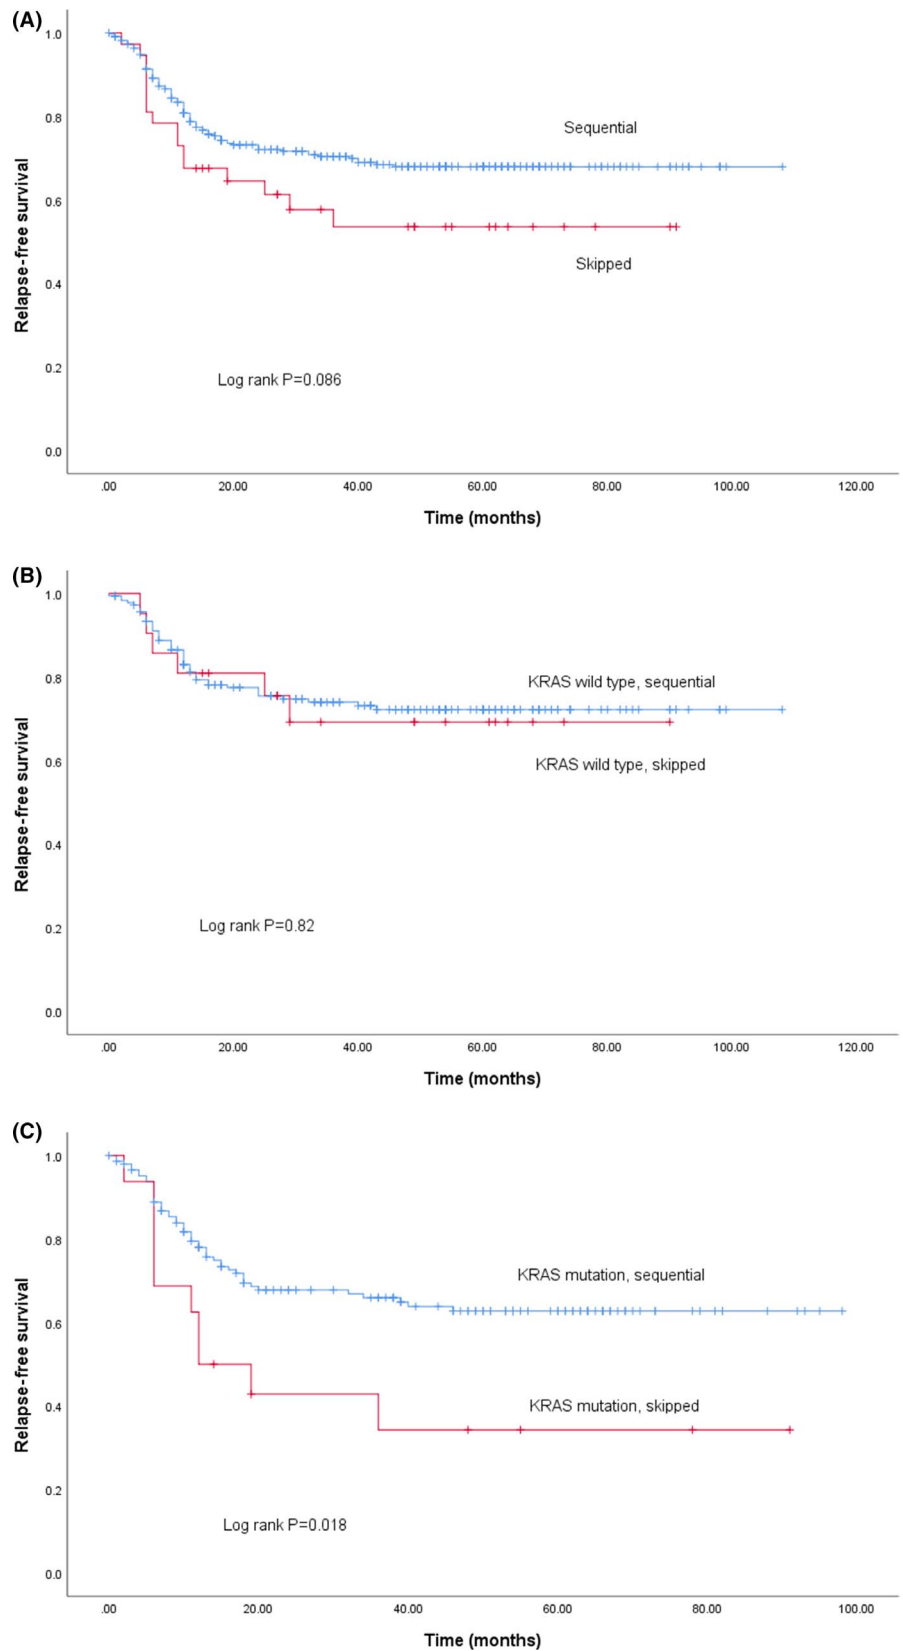 (A)
Relapse-free survival
1.0
0.8
0.6
0.4
0.2
0.0
Sequential
Skipped
Log rank P=0.086
.00 20.00 40.00 60.00 80.00 100.00 120.00
Time (months)
(B)
Relapse-free survival
1.0
0.8
0.6
0.4
0.2
0.0
KRAS wild type, sequential
KRAS wild type, skipped
Log rank P=0.82
.00 20.00 40.00 60.00 80.00 100.00 120.00
Time (months)
(C)
Relapse-free survival
1.0
0.8
0.6
0.4
0.2
0.0
KRAS mutation, sequential
KRAS mutation, skipped
Log rank P=0.018
.00 20.00 40.00 60.00 80.00 100.00
Time (months)